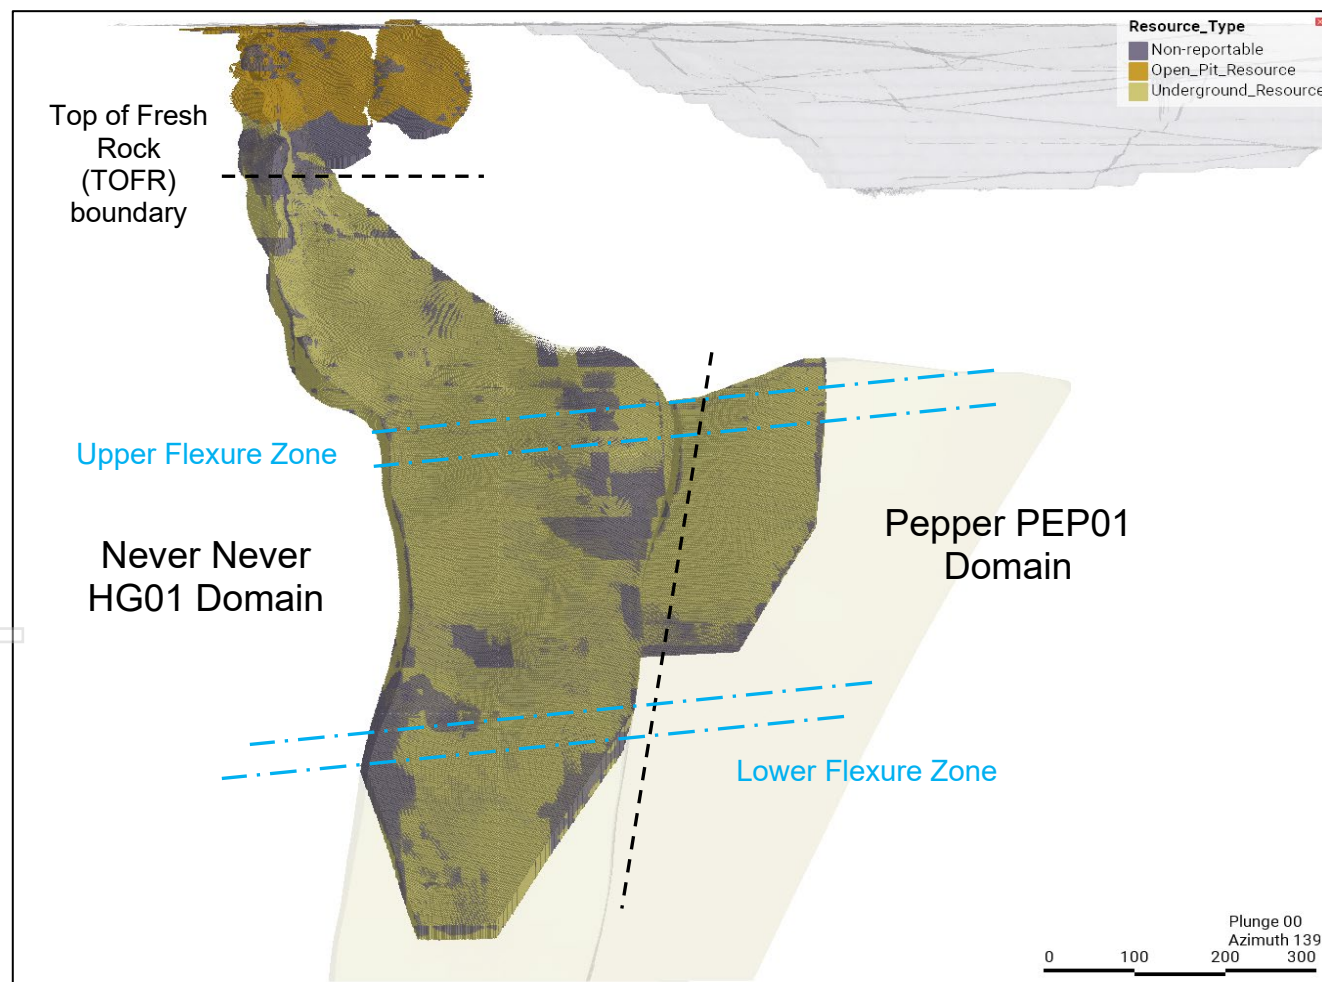 Resource_Type
Non-reportable
Open_Pit_Resource
Underground_Resource
Top of Fresh
Rock
(TOFR)
boundary
Upper Flexure Zone
Never Never
HG01 Domain
Pepper PEP01
Domain
Lower Flexure Zone
Plunge 00
Azimuth 139
0 100 200 300